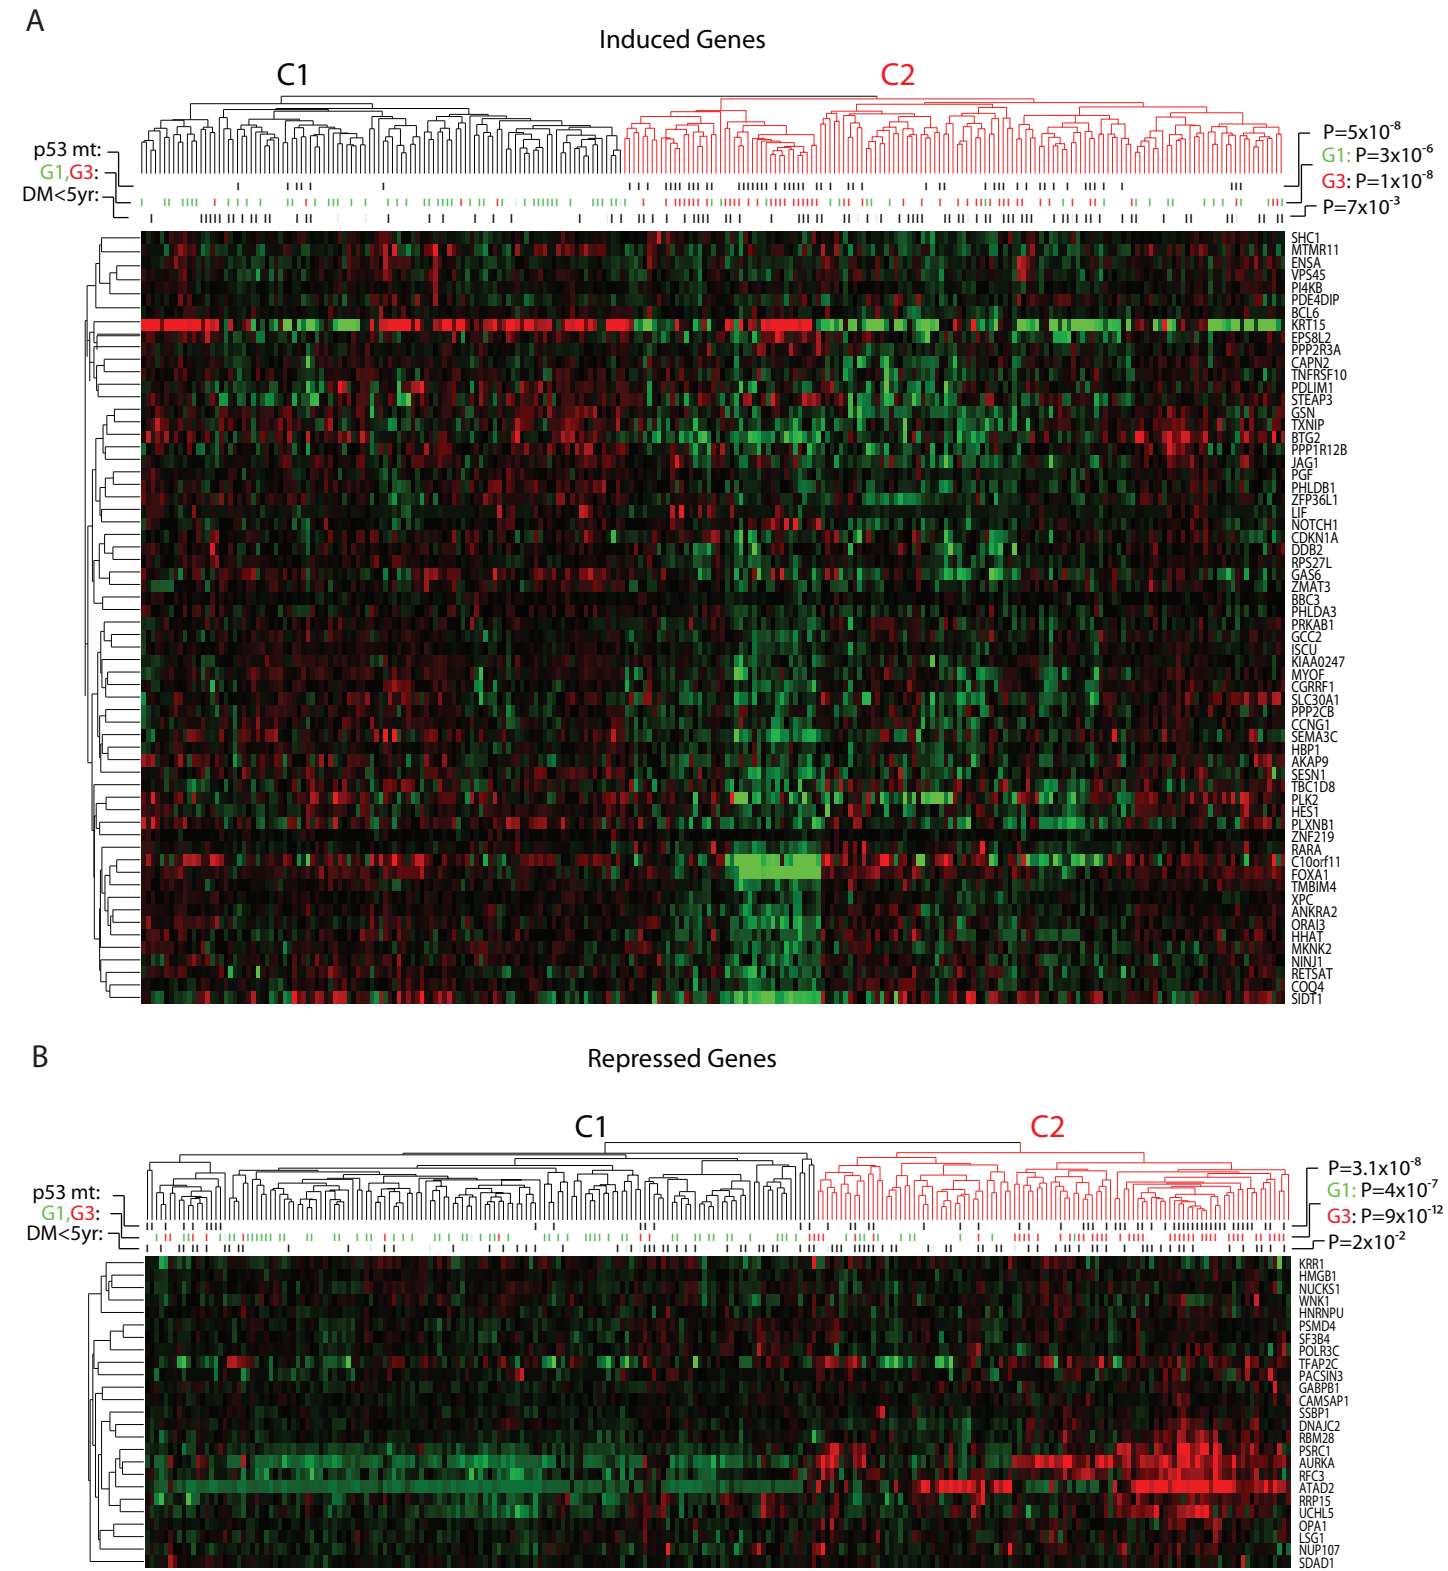 A
Induced Genes
C1
C2
p53 mt:
G1,G3:
DM<5yr:
P=5x10⁻⁸
G1: P=3x10⁻⁶
G3: P=1x10⁻⁸
P=7x10⁻³
SHC1
MTMR11
ENSA
VPS45
PI4KB
PDE4DIP
BCL6
KRT15
EPS8L2
PPP2R3A
CAPN2
TNFRSF10
PDLIM1
STEAP3
GSN
TXNIP
BTG2
PPP1R12B
JAG1
PGF
PHLDB1
ZFP36L1
LIF
NOTCH1
CDKN1A
DDB2
RPS27L
GAS6
ZMAT3
BBC3
PHLDA3
PRKAB1
GCC2
ISCU
KIAA0247
MYOF
CGRRF1
SLC30A1
PPP2CB
CCNG1
SEMA3C
HBP1
AKAP9
SESN1
TBC1D8
PLK2
HES1
PLXNB1
ZNF219
RARA
C10orf11
FOXA1
TMBIM4
XPC
ANKRA2
ORAI3
HHAT
MKNK2
NINJ1
RETSAT
COQ4
SIDT1
B
Repressed Genes
C1
C2
p53 mt:
G1,G3:
DM<5yr:
P=3.1x10⁻⁸
G1: P=4x10⁻⁷
G3: P=9x10⁻¹²
P=2x10⁻²
KRR1
HMGB1
NUCKS1
WNK1
HNRNPU
PSMD4
SF3B4
POLR3C
TFAP2C
PACSIN3
GABPB1
CAMSAP1
SSBP1
DNAJC2
RBM28
PSRC1
AURKA
RFC3
ATAD2
RRP15
UCHL5
OPA1
LSG1
NUP107
SDAD1